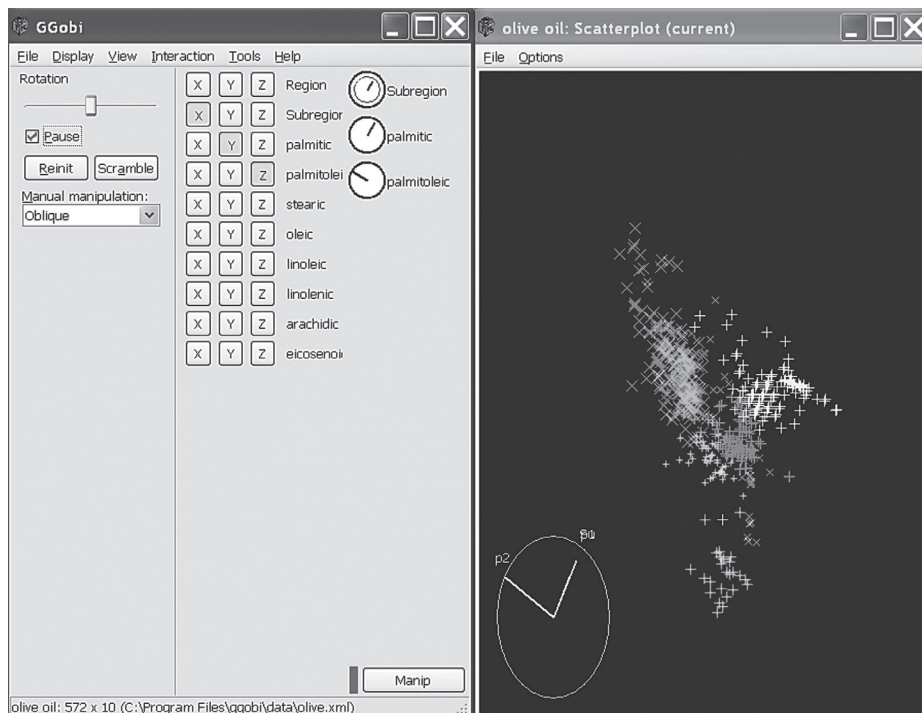 GGobi
File Display View Interaction Tools Help
Rotation
Pause
Reinit Scramble
Manual manipulation:
Oblique
X Y Z Region
X Y Z Subregior
X Y Z palmitic
X Y Z palmitolei
X Y Z stearic
X Y Z oleic
X Y Z linoleic
X Y Z linolenic
X Y Z arachidic
X Y Z eicosenoi
Subregion
palmitic
palmitoleic
Manip
olive oil: 572 x 10 (C:\Program Files\ggobi\data\olive.xml)
olive oil: Scatterplot (current)
File Options
p2